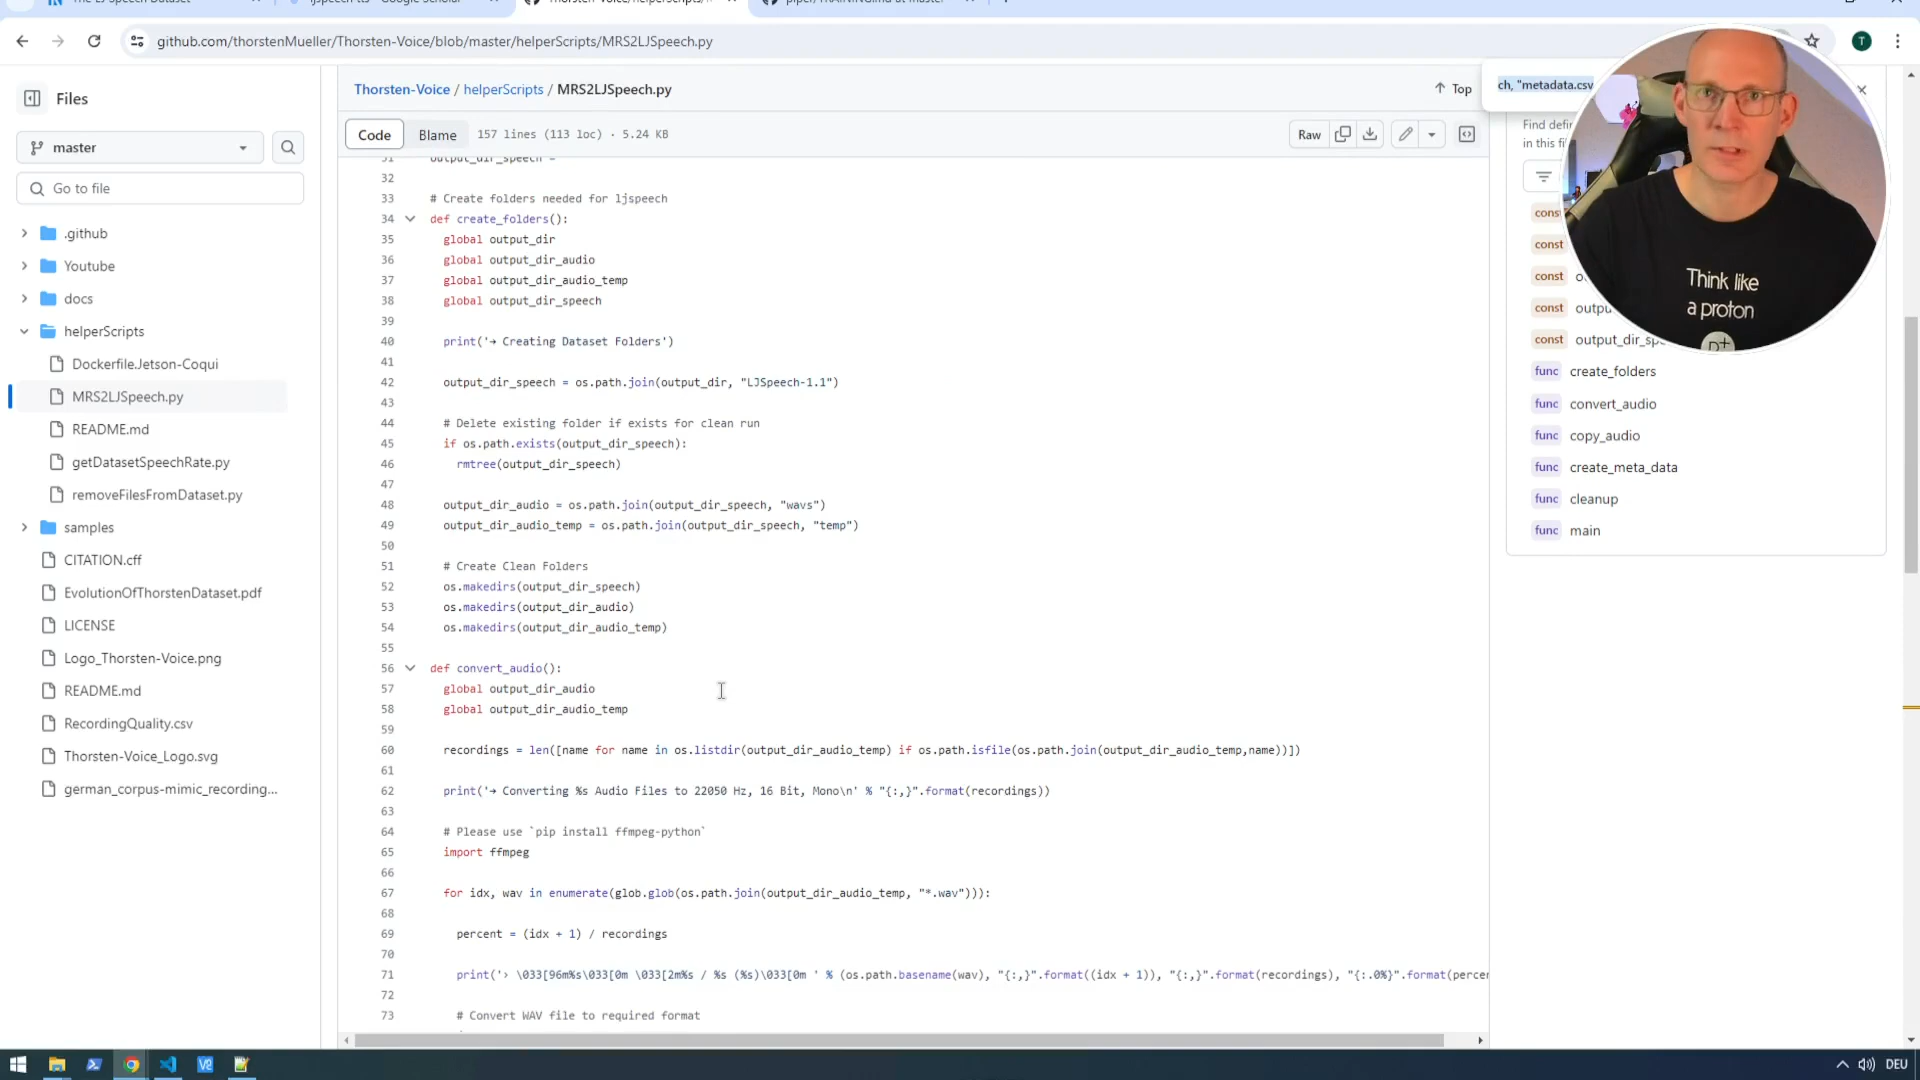 github.com/thorstenMueller/Thorsten-Voice/blob/master/helperScripts/MRS2LJSpeech.py
T
Files
master
Go to file
.github
Youtube
docs
helperScripts
Dockerfile.Jetson-Coqui
MRS2LJSpeech.py
README.md
getDatasetSpeechRate.py
removeFilesFromDataset.py
samples
CITATION.cff
EvolutionOfThorstenDataset.pdf
LICENSE
Logo_Thorsten-Voice.png
README.md
RecordingQuality.csv
Thorsten-Voice_Logo.svg
german_corpus-mimic_recording...
Thorsten-Voice / helperScripts / MRS2LJSpeech.py
Top
Code Blame 157 lines (113 loc) · 5.24 KB
Raw
31 output_dir_speech =
32
33 # Create folders needed for ljspeech
34 def create_folders():
35 global output_dir
36 global output_dir_audio
37 global output_dir_audio_temp
38 global output_dir_speech
39
40 print('→ Creating Dataset Folders')
41
42 output_dir_speech = os.path.join(output_dir, "LJSpeech-1.1")
43
44 # Delete existing folder if exists for clean run
45 if os.path.exists(output_dir_speech):
46 rmtree(output_dir_speech)
47
48 output_dir_audio = os.path.join(output_dir_speech, "wavs")
49 output_dir_audio_temp = os.path.join(output_dir_speech, "temp")
50
51 # Create Clean Folders
52 os.makedirs(output_dir_speech)
53 os.makedirs(output_dir_audio)
54 os.makedirs(output_dir_audio_temp)
55
56 def convert_audio():
57 global output_dir_audio
58 global output_dir_audio_temp
59
60 recordings = len([name for name in os.listdir(output_dir_audio_temp) if os.path.isfile(os.path.join(output_dir_audio_temp,name))])
61
62 print('→ Converting %s Audio Files to 22050 Hz, 16 Bit, Mono\n' % "{:,}".format(recordings))
63
64 # Please use `pip install ffmpeg-python`
65 import ffmpeg
66
67 for idx, wav in enumerate(glob.glob(os.path.join(output_dir_audio_temp, "*.wav"))):
68
69 percent = (idx + 1) / recordings
70
71 print('› \033[96m%s\033[0m \033[2m%s / %s (%s)\033[0m ' % (os.path.basename(wav), "{:,}".format((idx + 1)), "{:,}".format(recordings), "{:.0%}".format(percen
72
73 # Convert WAV file to required format
ch, "metadata.csv
Find defi
in this fi
const
const
const o
const outpu
const output_dir_sp
func create_folders
func convert_audio
func copy_audio
func create_meta_data
func cleanup
func main
Think like
a proton
P+
DEU